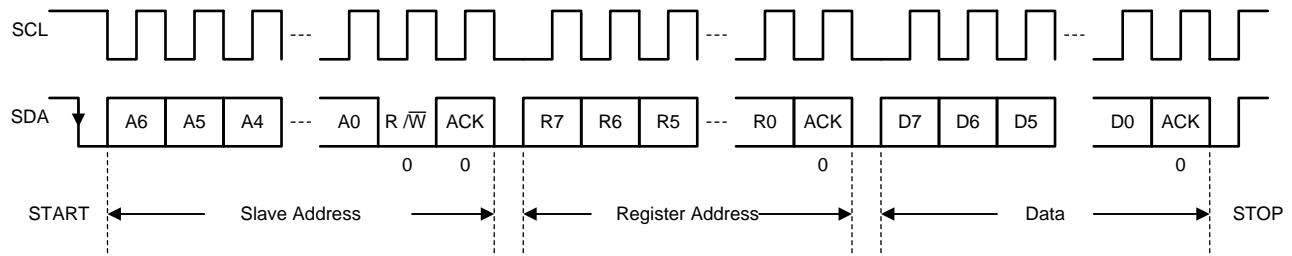 SCL --- --- ---
SDA A6 A5 A4 --- A0 R /W̅ ACK R7 R6 R5 --- R0 ACK D7 D6 D5 --- D0 ACK
0 0 0 0
START Slave Address Register Address Data STOP